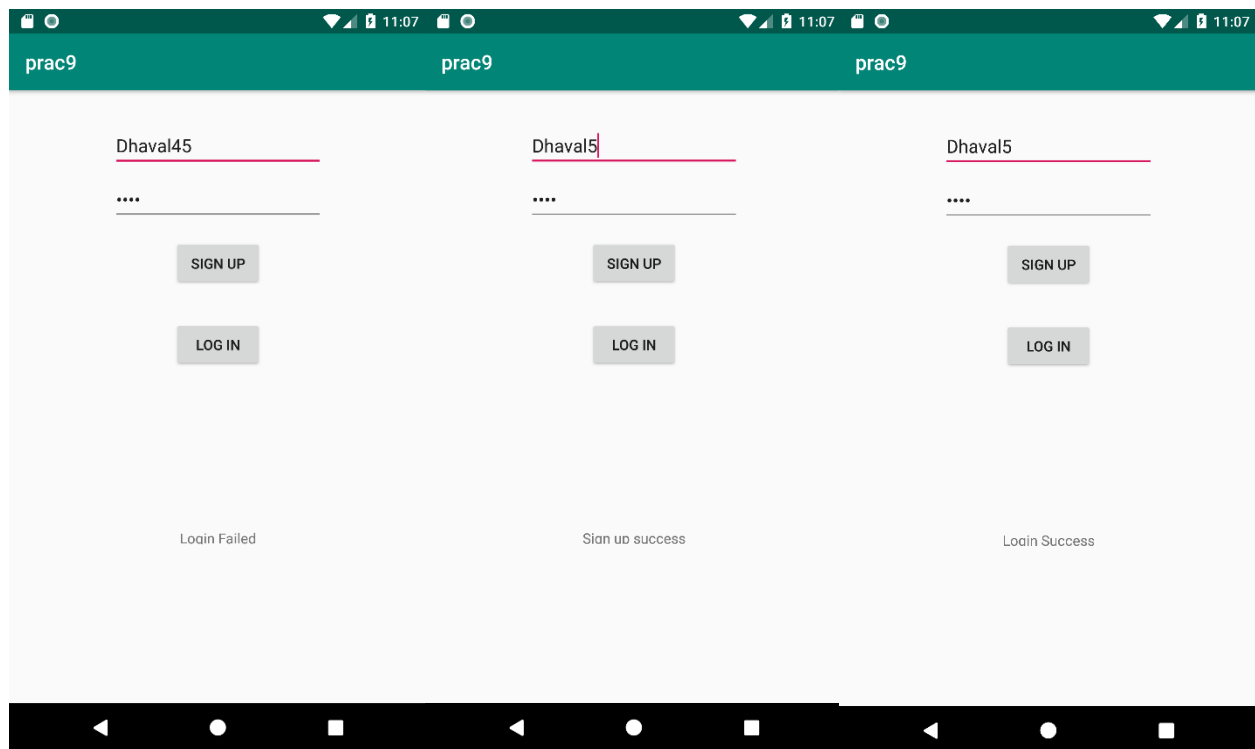 11:07
prac9
Dhaval45
••••
SIGN UP
LOG IN
Login Failed
11:07
prac9
Dhaval5
••••
SIGN UP
LOG IN
Sign up success
11:07
prac9
Dhaval5
••••
SIGN UP
LOG IN
Login Success